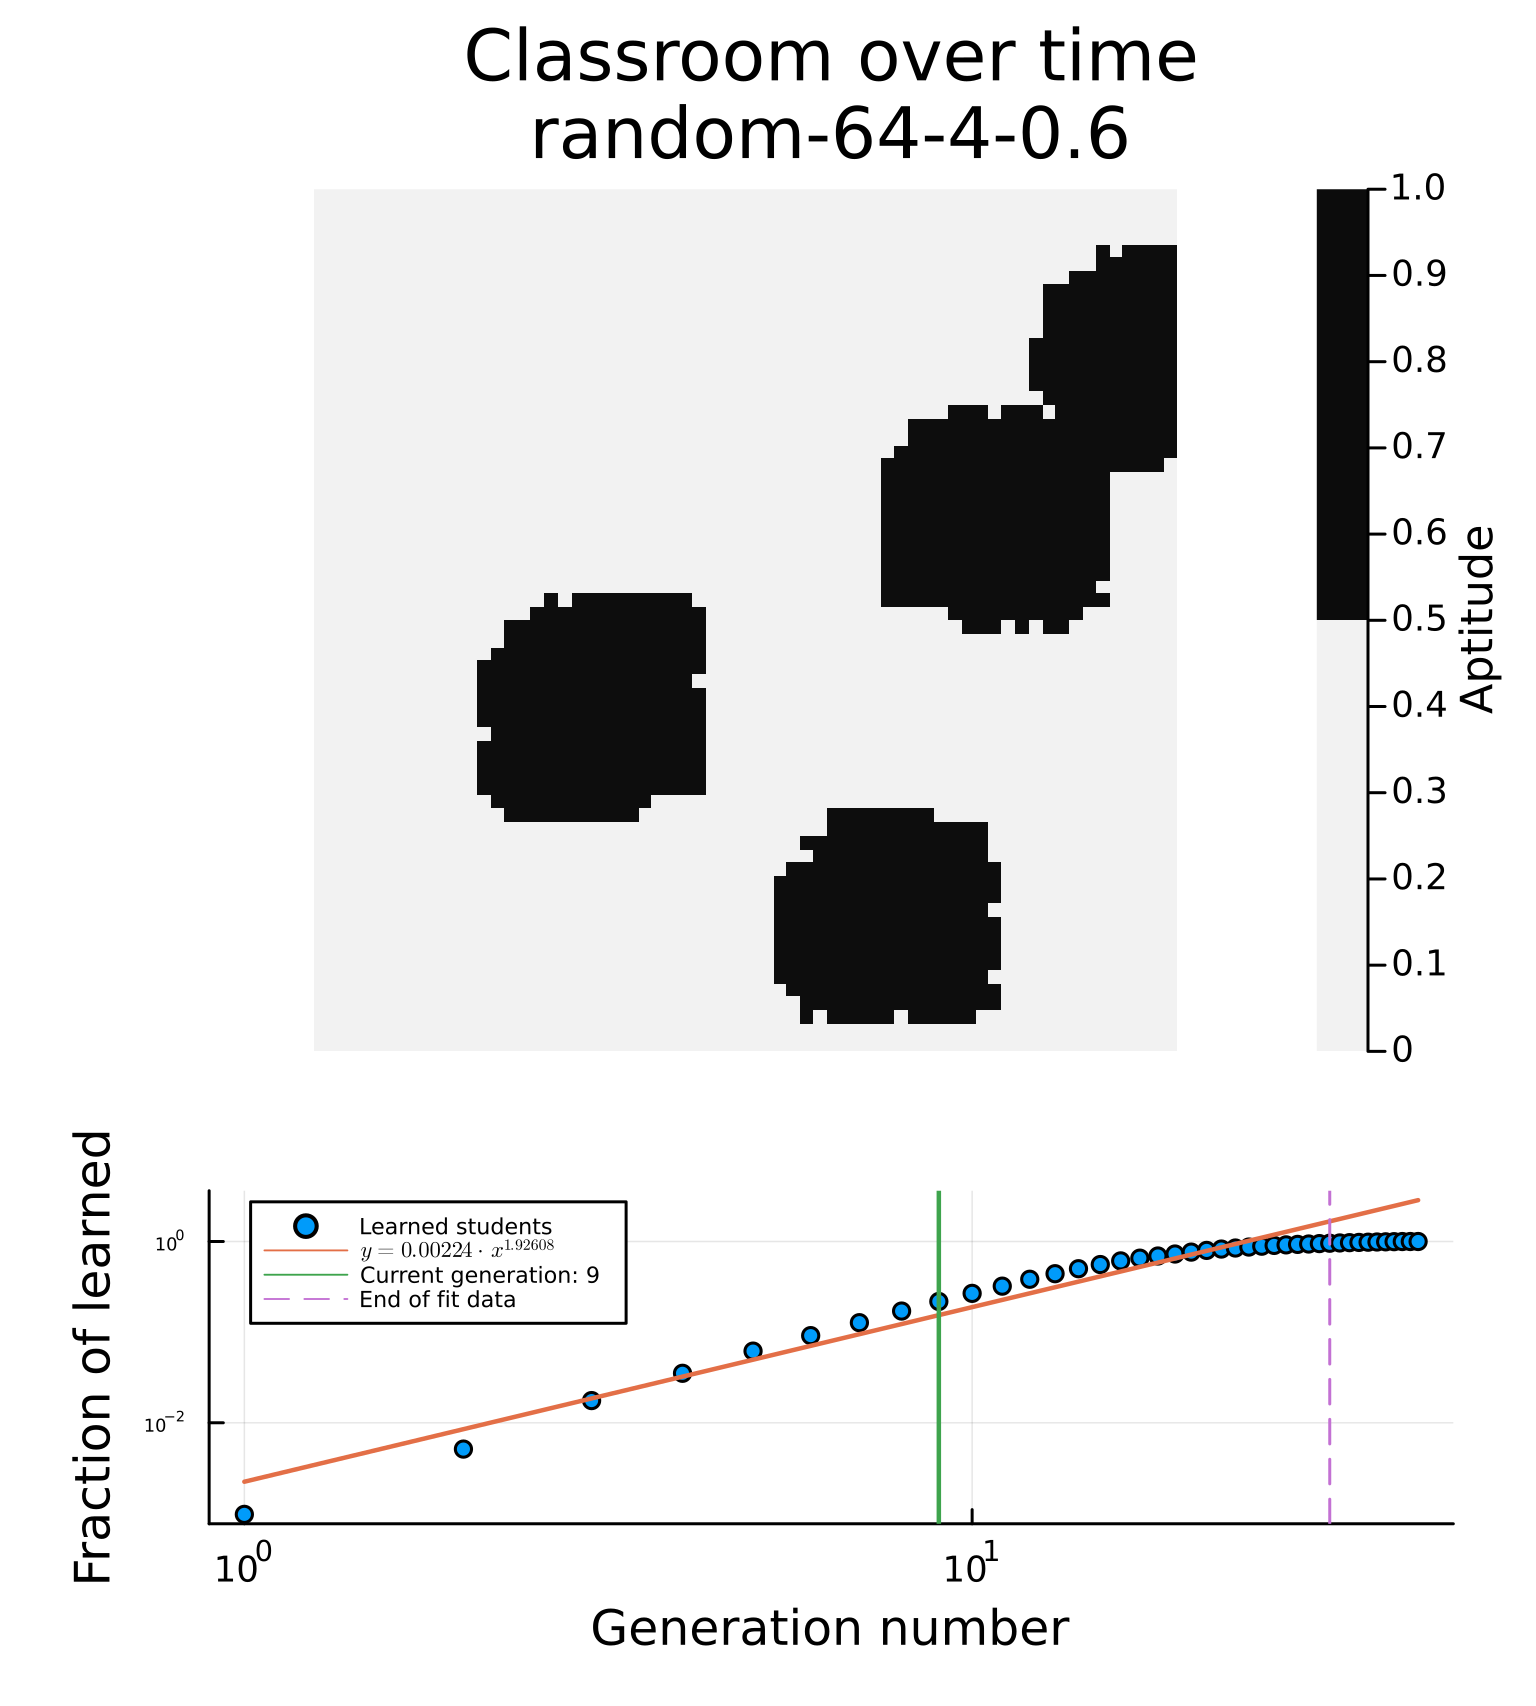 Classroom over time
random-64-4-0.6
1.0
0.9
0.8
0.7
0.6
0.5
0.4
0.3
0.2
0.1
0
Aptitude
Fraction of learned
10^0
10^-2
Learned students
y = 0.00224 · x^1.92608
Current generation: 9
End of fit data
10^0
10^1
Generation number